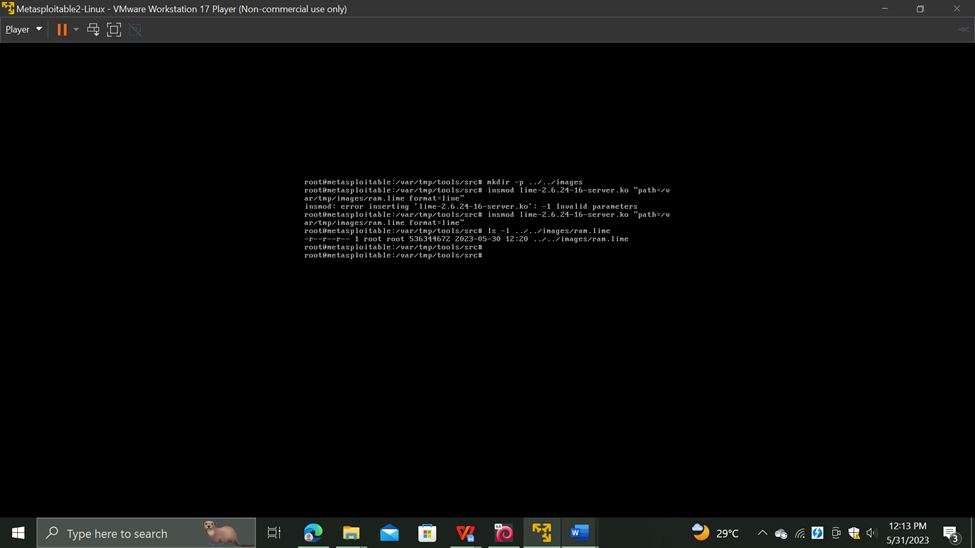 Metasploitable2-Linux - VMware Workstation 17 Player (Non-commercial use only)
Player
root@metasploitable:/var/tmp/tools/src# mkdir -p ../../images
root@metasploitable:/var/tmp/tools/src# insmod lime-2.6.24-16-server.ko "path=/v
ar/tmp/images/ram.lime format=lime"
insmod: error inserting 'lime-2.6.24-16-server.ko': -1 Invalid parameters
root@metasploitable:/var/tmp/tools/src# insmod lime-2.6.24-16-server.ko "path=/v
ar/tmp/images/ram.lime format=lime"
root@metasploitable:/var/tmp/tools/src# ls -l ../../images/ram.lime
-r--r--r-- 1 root root 536344672 2023-05-30 12:20 ../../images/ram.lime
root@metasploitable:/var/tmp/tools/src#
root@metasploitable:/var/tmp/tools/src#
Type here to search
29°C
12:13 PM
5/31/2023
3